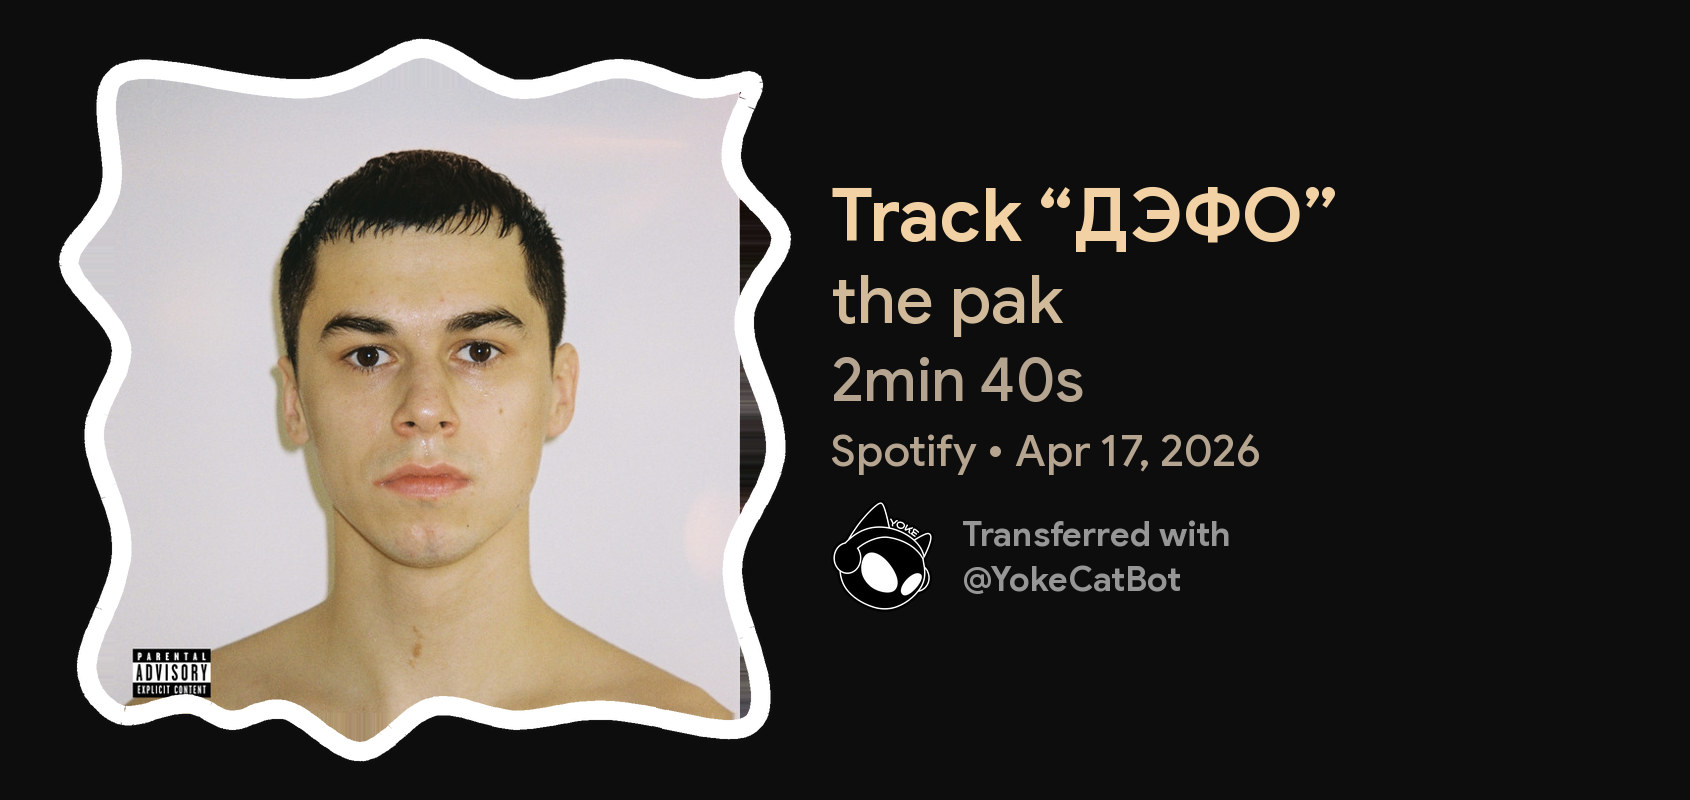 Track “ДЭФО”
the pak
2min 40s
Spotify • Apr 17, 2026
YOKE
Transferred with
@YokeCatBot
PARENTAL
ADVISORY
EXPLICIT CONTENT